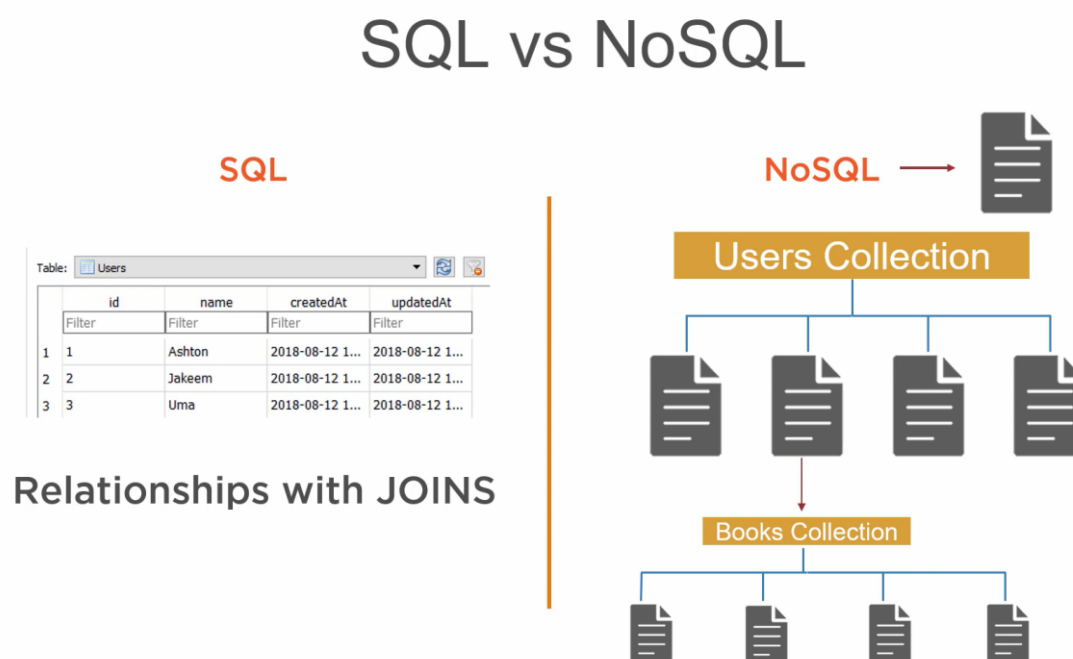 SQL vs NoSQL
SQL
Table: Users
id name createdAt updatedAt
Filter Filter Filter Filter
1 1 Ashton 2018-08-12 1... 2018-08-12 1...
2 2 Jakeem 2018-08-12 1... 2018-08-12 1...
3 3 Uma 2018-08-12 1... 2018-08-12 1...
Relationships with JOINS
NoSQL
Users Collection
Books Collection